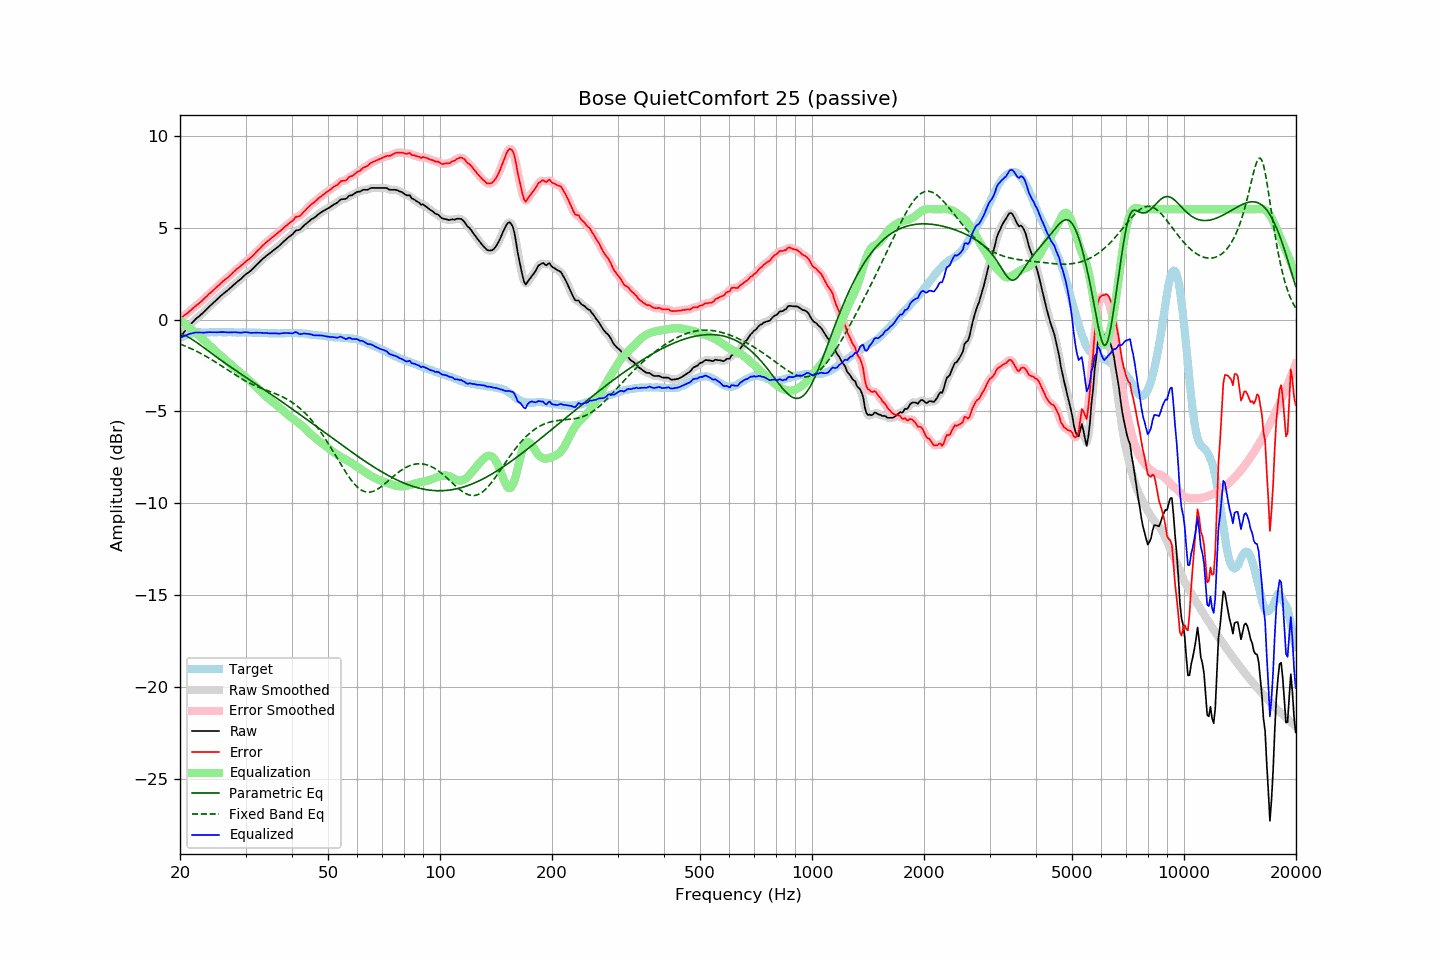 Bose QuietComfort 25 (passive)
10
5
0
−5
−10
−15
−20
−25
Amplitude (dBr)
Target
Raw Smoothed
Error Smoothed
Raw
Error
Equalization
Parametric Eq
Fixed Band Eq
Equalized
20 50 100 200 500 1000 2000 5000 10000 20000
Frequency (Hz)